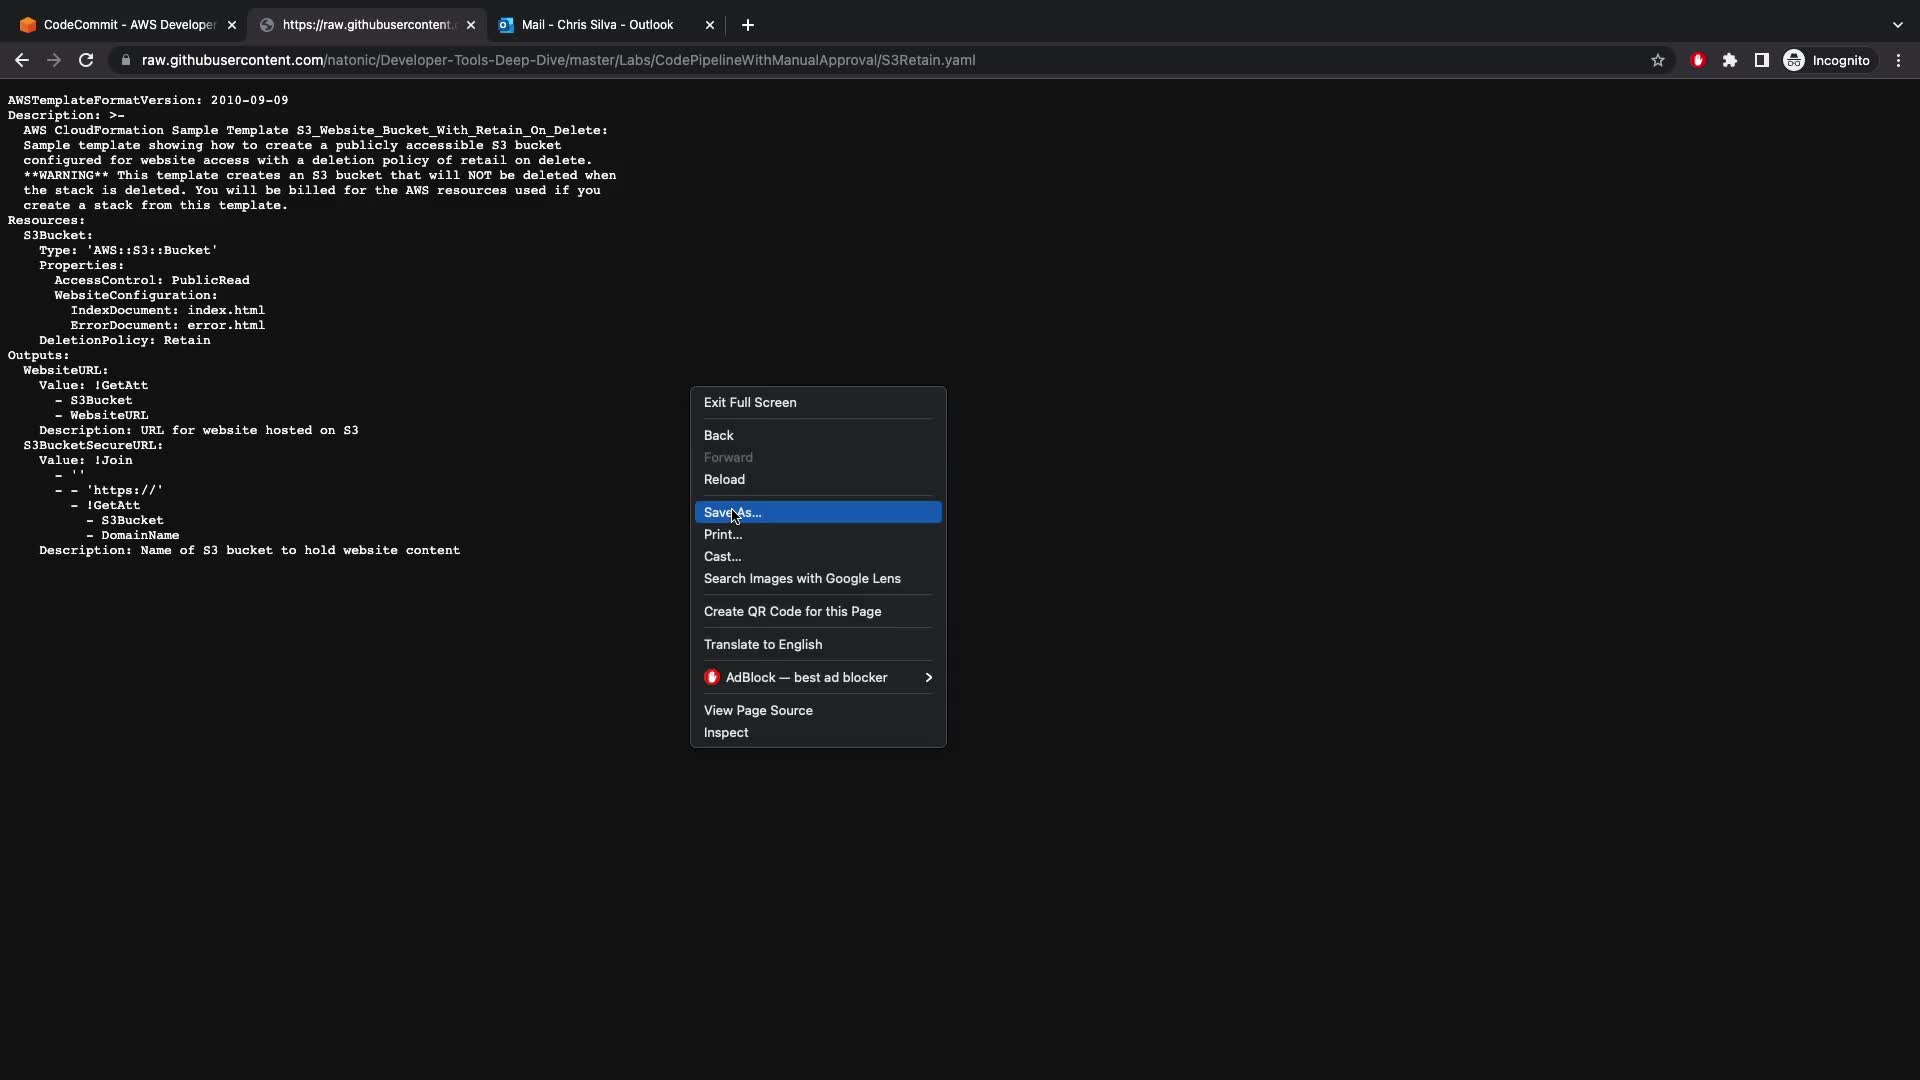 CodeCommit - AWS Developer
https://raw.githubusercontent.
Mail - Chris Silva - Outlook
raw.githubusercontent.com/natonic/Developer-Tools-Deep-Dive/master/Labs/CodePipelineWithManualApproval/S3Retain.yaml
Incognito
AWSTemplateFormatVersion: 2010-09-09
Description: >-
  AWS CloudFormation Sample Template S3_Website_Bucket_With_Retain_On_Delete:
  Sample template showing how to create a publicly accessible S3 bucket
  configured for website access with a deletion policy of retail on delete.
  **WARNING** This template creates an S3 bucket that will NOT be deleted when
  the stack is deleted. You will be billed for the AWS resources used if you
  create a stack from this template.
Resources:
  S3Bucket:
    Type: 'AWS::S3::Bucket'
    Properties:
      AccessControl: PublicRead
      WebsiteConfiguration:
        IndexDocument: index.html
        ErrorDocument: error.html
    DeletionPolicy: Retain
Outputs:
  WebsiteURL:
    Value: !GetAtt
      - S3Bucket
      - WebsiteURL
    Description: URL for website hosted on S3
  S3BucketSecureURL:
    Value: !Join
      - ''
      - - 'https://'
        - !GetAtt
          - S3Bucket
          - DomainName
    Description: Name of S3 bucket to hold website content
Exit Full Screen
Back
Forward
Reload
Save As...
Print...
Cast...
Search Images with Google Lens
Create QR Code for this Page
Translate to English
AdBlock — best ad blocker
View Page Source
Inspect